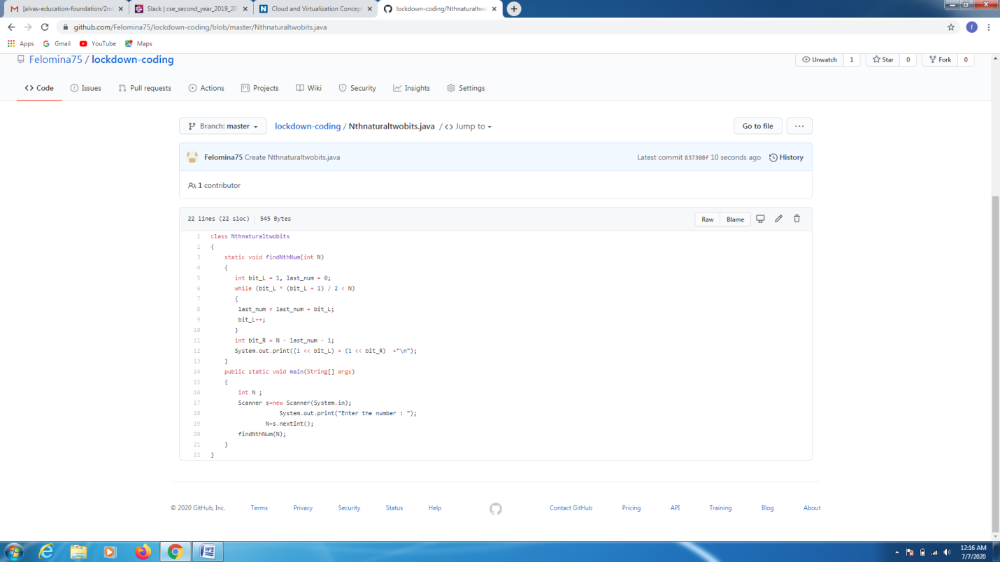 [alvas-education-foundation/2nd
Slack | cse_second_year_2019_20
Cloud and Virtualization Concept
lockdown-coding/Nthnaturaltwo
github.com/Felomina75/lockdown-coding/blob/master/Nthnaturaltwobits.java
f
Apps Gmail YouTube Maps
Felomina75 / lockdown-coding
Unwatch 1 Star 0 Fork 0
Code Issues Pull requests Actions Projects Wiki Security Insights Settings
Branch: master lockdown-coding / Nthnaturaltwobits.java / <> Jump to Go to file ...
Felomina75 Create Nthnaturaltwobits.java Latest commit 837308f 10 seconds ago History
1 contributor
22 lines (22 sloc) 545 Bytes Raw Blame
1 class Nthnaturaltwobits
2 {
3 static void findNthNum(int N)
4 {
5 int bit_L = 1, last_num = 0;
6 while (bit_L * (bit_L + 1) / 2 < N)
7 {
8 last_num = last_num + bit_L;
9 bit_L++;
10 }
11 int bit_R = N - last_num - 1;
12 System.out.print((1 << bit_L) + (1 << bit_R)  +"\n");
13 }
14 public static void main(String[] args)
15 {
16 int N ;
17 Scanner s=new Scanner(System.in);
18 System.out.print("Enter the number : ");
19 N=s.nextInt();
20 findNthNum(N);
21 }
22 }
© 2020 GitHub, Inc. Terms Privacy Security Status Help Contact GitHub Pricing API Training Blog About
12:16 AM
7/7/2020